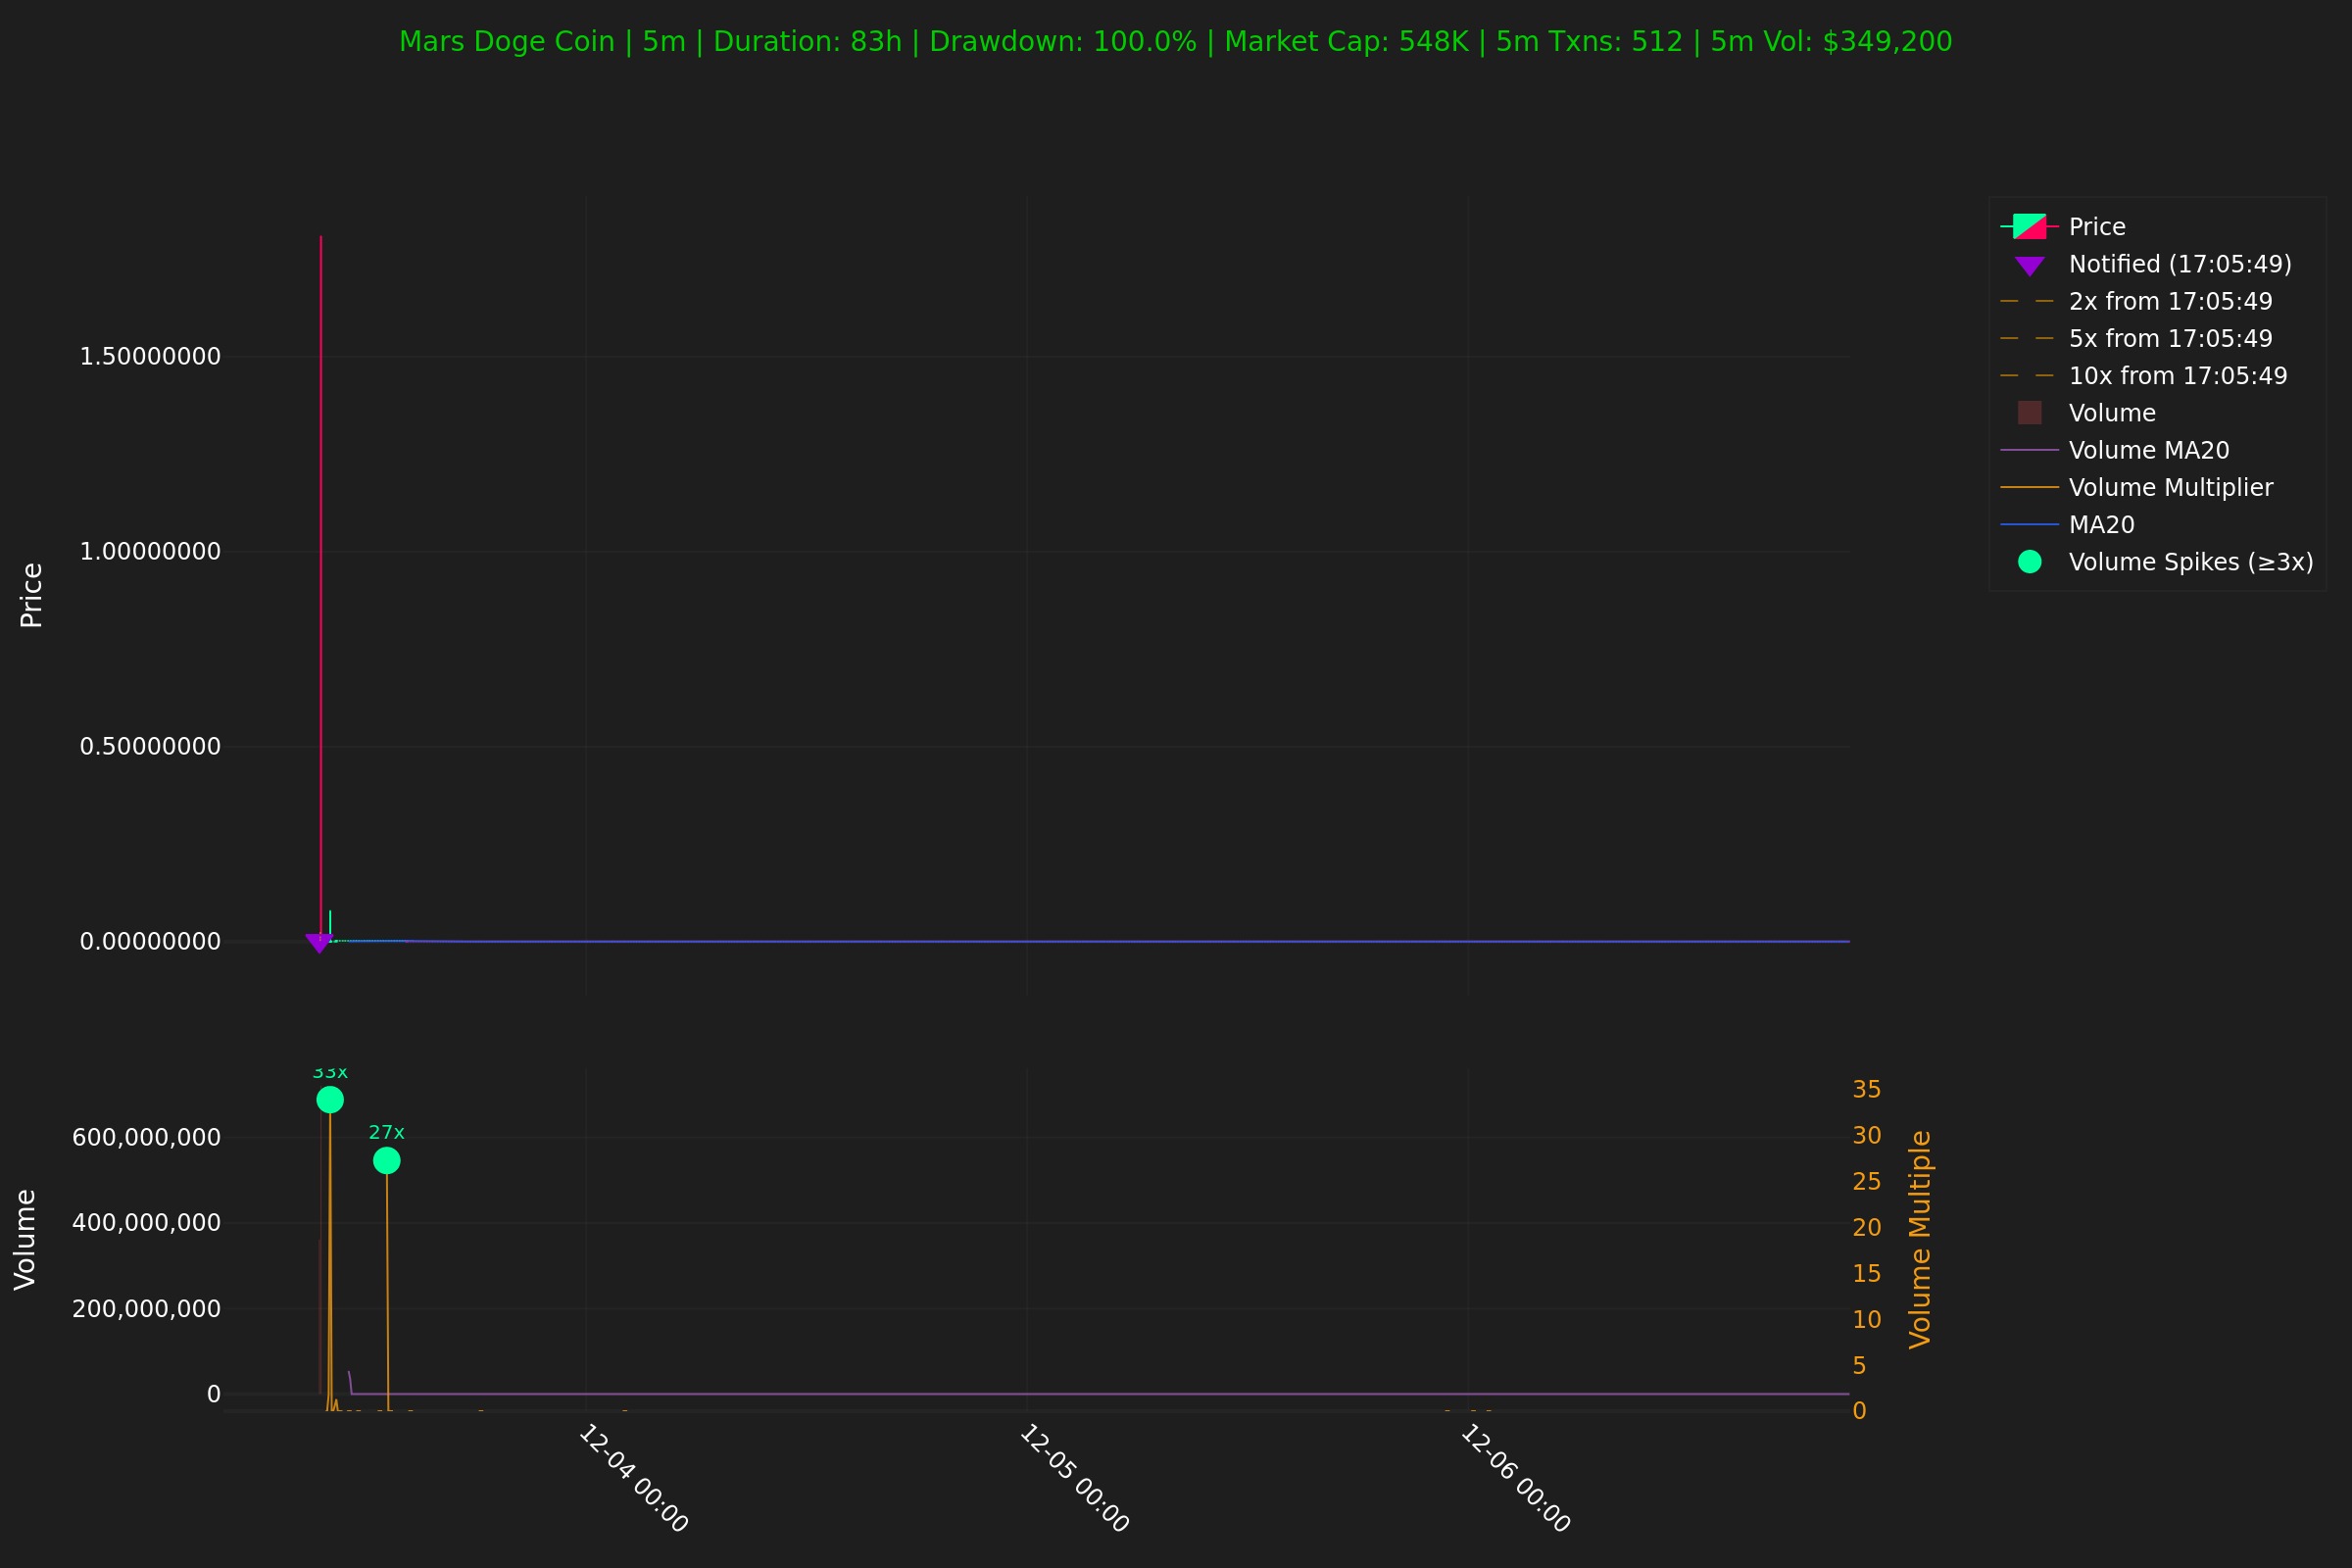 Mars Doge Coin | 5m | Duration: 83h | Drawdown: 100.0% | Market Cap: 548K | 5m Txns: 512 | 5m Vol: $349,200
Price
1.50000000
1.00000000
0.50000000
0.00000000
Price
Notified (17:05:49)
2x from 17:05:49
5x from 17:05:49
10x from 17:05:49
Volume
Volume MA20
Volume Multiplier
MA20
Volume Spikes (≥3x)
Volume
600,000,000
400,000,000
200,000,000
0
33x
27x
35
30
25
20
15
10
5
0
Volume Multiple
12-04 00:00
12-05 00:00
12-06 00:00